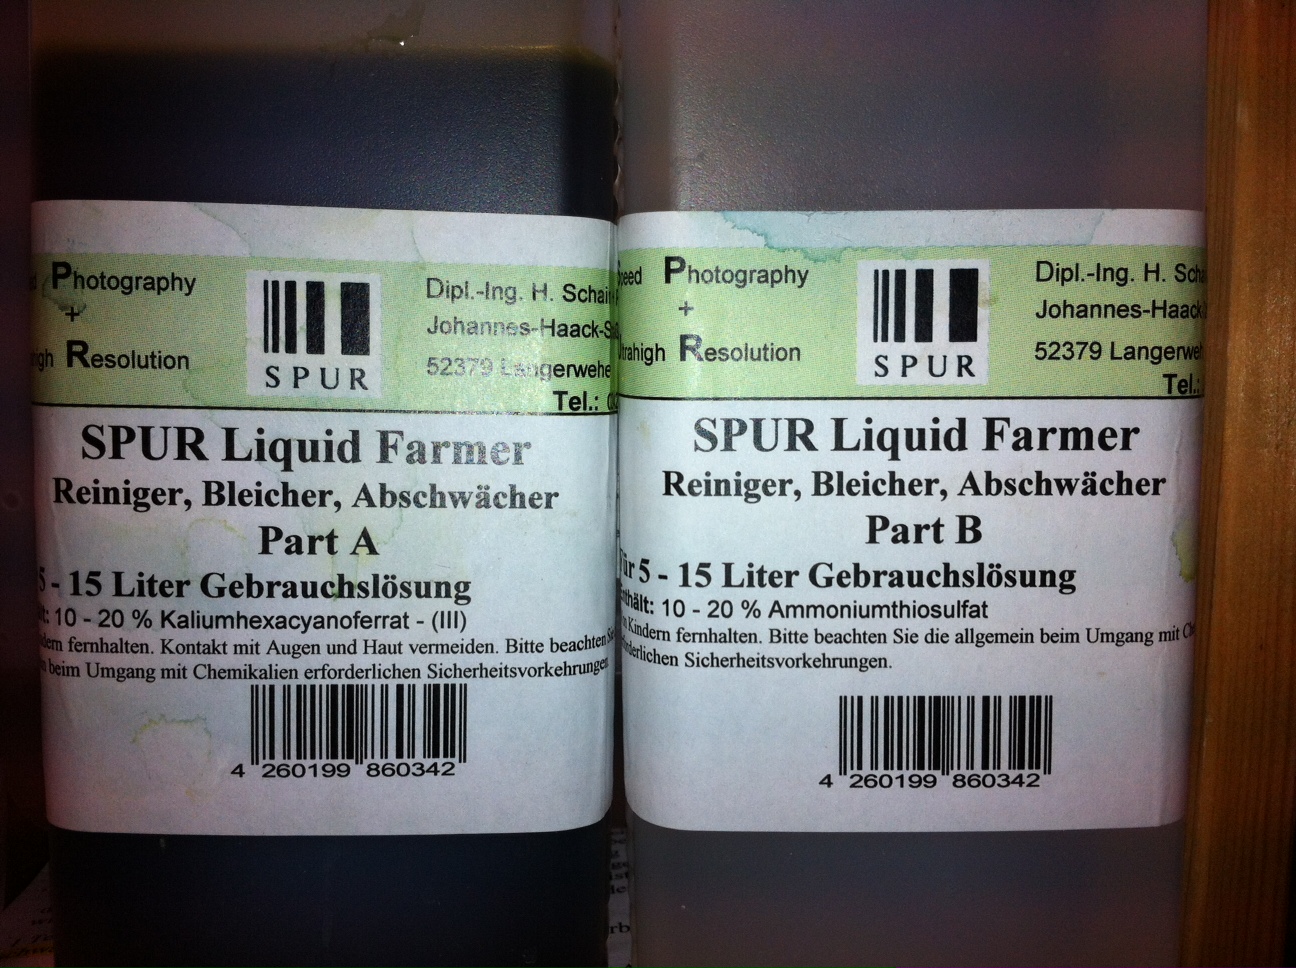 Photography
+
Resolution
SPUR
Dipl.-Ing. H.
Johannes-Haack-
52379 Langerwehe
Tel.:
SPUR Liquid Farmer
Reiniger, Bleicher, Abschwächer
Part A
5 - 15 Liter Gebrauchslösung
10 - 20 % Kaliumhexacyanoferrat - (III)
fernhalten. Kontakt mit Augen und Haut vermeiden. Bitte beachten
beim Umgang mit Chemikalien erforderlichen Sicherheitsvorkehrungen
4 260199 860342
Photography
+
Resolution
SPUR
Dipl.-Ing. H.
Johannes-Haack
52379
Tel.:
SPUR Liquid Farmer
Reiniger, Bleicher, Abschwächer
Part B
5 - 15 Liter Gebrauchslösung
10 - 20 % Ammoniumthiosulfat
Kindern fernhalten. Bitte beachten Sie die allgemein beim Umgang mit
Sicherheitsvorkehrungen.
4 260199 860342